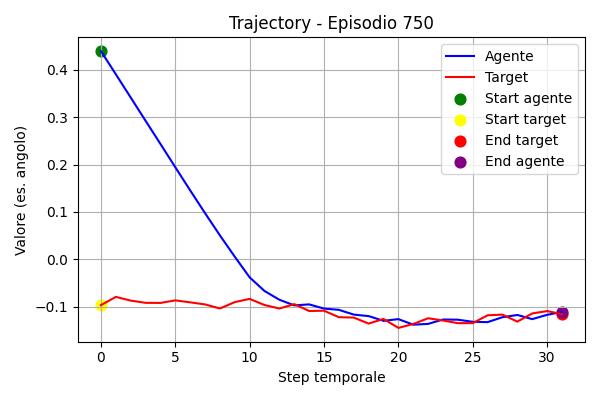 Trajectory - Episodio 750
Valore (es. angolo)
0.4
0.3
0.2
0.1
0.0
−0.1
0
5
10
15
20
25
30
Step temporale
Agente
Target
Start agente
Start target
End target
End agente